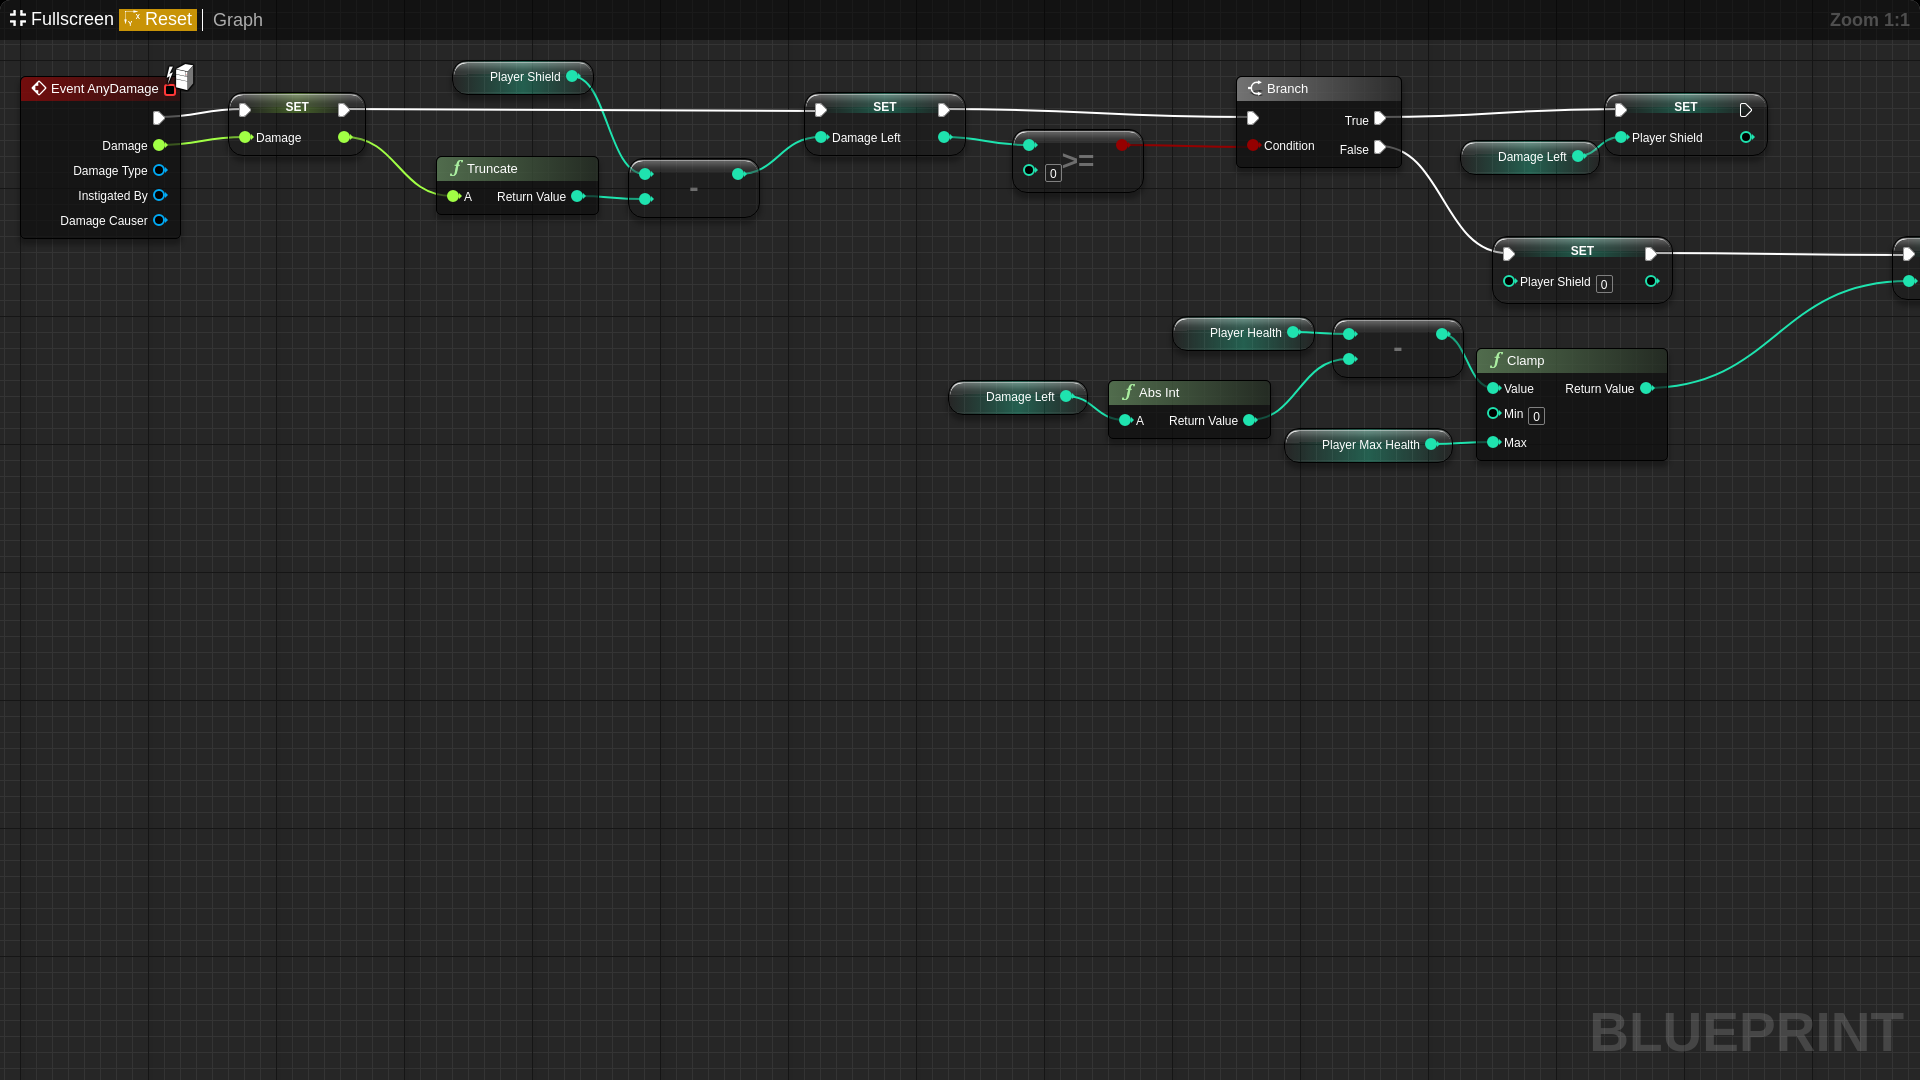 Fullscreen Reset Graph
Zoom 1:1
Event AnyDamage
Damage
Damage Type
Instigated By
Damage Causer
SET
Damage
Player Shield
Truncate
A Return Value
-
SET
Damage Left
>=
0
Branch
True
Condition
False
SET
Player Shield
Damage Left
SET
Player Shield 0
Player Health
-
Damage Left
Abs Int
A Return Value
Player Max Health
Clamp
Value Return Value
Min 0
Max
BLUEPRINT